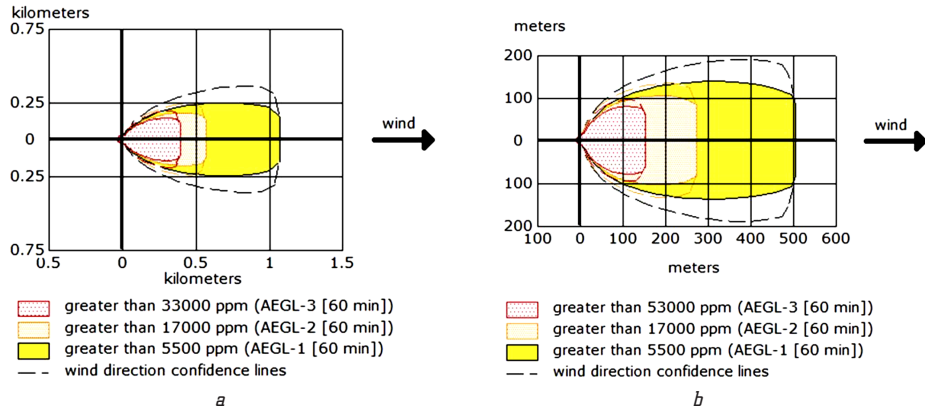 kilometers
0.75
0.25
0
0.25
0.75
0.5 0 0.5 1 1.5
kilometers
wind
greater than 33000 ppm (AEGL-3 [60 min])
greater than 17000 ppm (AEGL-2 [60 min])
greater than 5500 ppm (AEGL-1 [60 min])
wind direction confidence lines
a
meters
200
100
0
100
200
100 0 100 200 300 400 500 600
meters
wind
greater than 53000 ppm (AEGL-3 [60 min])
greater than 17000 ppm (AEGL-2 [60 min])
greater than 5500 ppm (AEGL-1 [60 min])
wind direction confidence lines
b